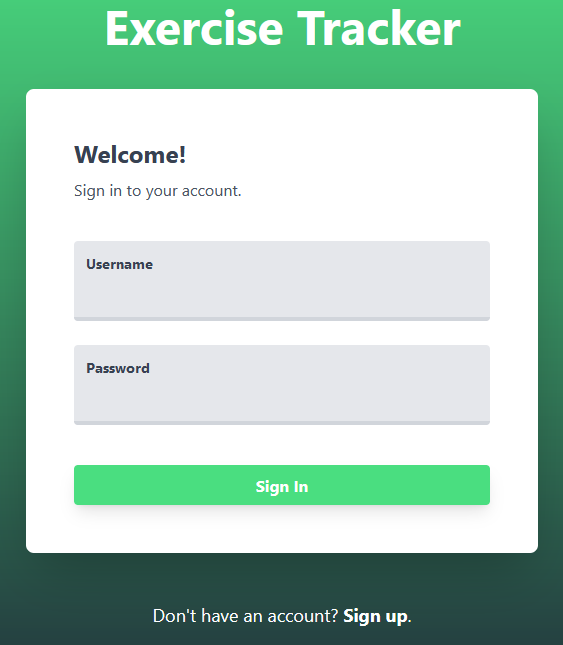 Exercise Tracker
Welcome!
Sign in to your account.
Username
Password
Sign In
Don't have an account? Sign up.